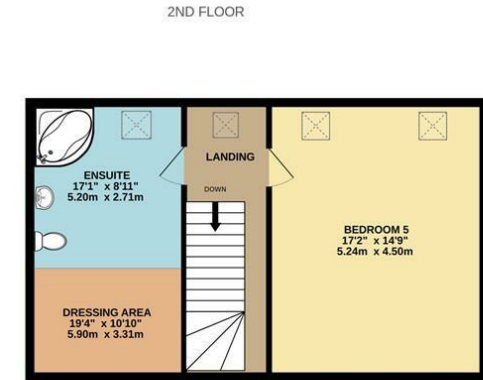 2ND FLOOR
ENSUITE
17'1" x 8'11"
5.20m x 2.71m
LANDING
DOWN
BEDROOM 5
17'2" x 14'9"
5.24m x 4.50m
DRESSING AREA
19'4" x 10'10"
5.90m x 3.31m